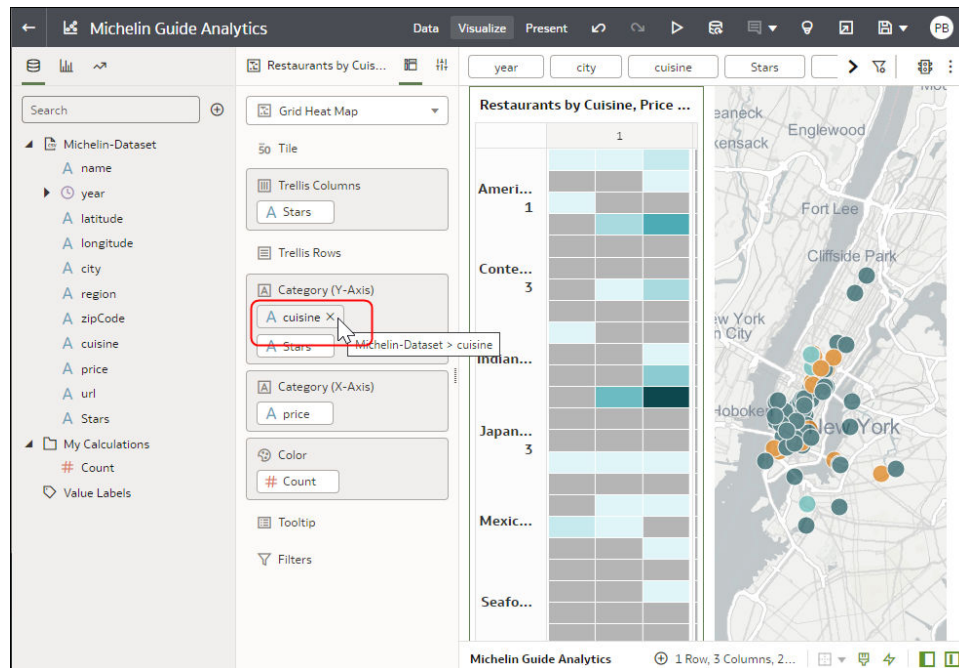 Michelin Guide Analytics
Data Visualize Present
PB
Restaurants by Cuis...
year city cuisine Stars
Search
Grid Heat Map
Michelin-Dataset
name
year
latitude
longitude
city
region
zipCode
cuisine
price
url
Stars
My Calculations
# Count
Value Labels
Tile
Trellis Columns
A Stars
Trellis Rows
Category (Y-Axis)
A cuisine ×
A Stars
Michelin-Dataset > cuisine
Category (X-Axis)
A price
Color
# Count
Tooltip
Filters
Restaurants by Cuisine, Price ...
1
Ameri...
1
Conte...
3
Indian...
Japan...
3
Mexic...
Seafo...
Englewood
Fort Lee
Cliffside Park
New York
Michelin Guide Analytics
1 Row, 3 Columns, 2...